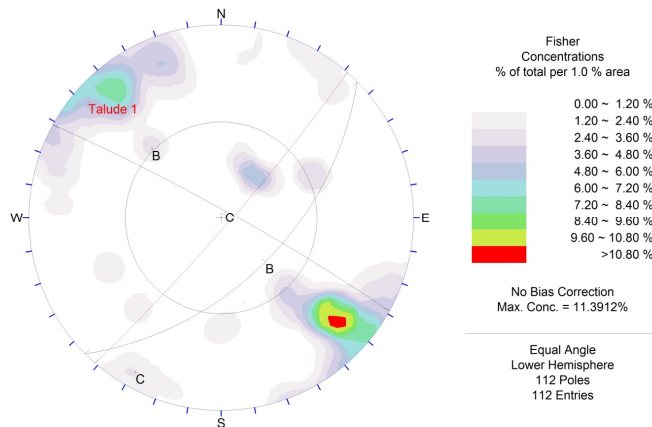 N
Talude 1
B
W
C
E
B
C
S
Fisher
Concentrations
% of total per 1.0 % area
0.00 ~ 1.20 %
1.20 ~ 2.40 %
2.40 ~ 3.60 %
3.60 ~ 4.80 %
4.80 ~ 6.00 %
6.00 ~ 7.20 %
7.20 ~ 8.40 %
8.40 ~ 9.60 %
9.60 ~ 10.80 %
>10.80 %
No Bias Correction
Max. Conc. = 11.3912%
Equal Angle
Lower Hemisphere
112 Poles
112 Entries